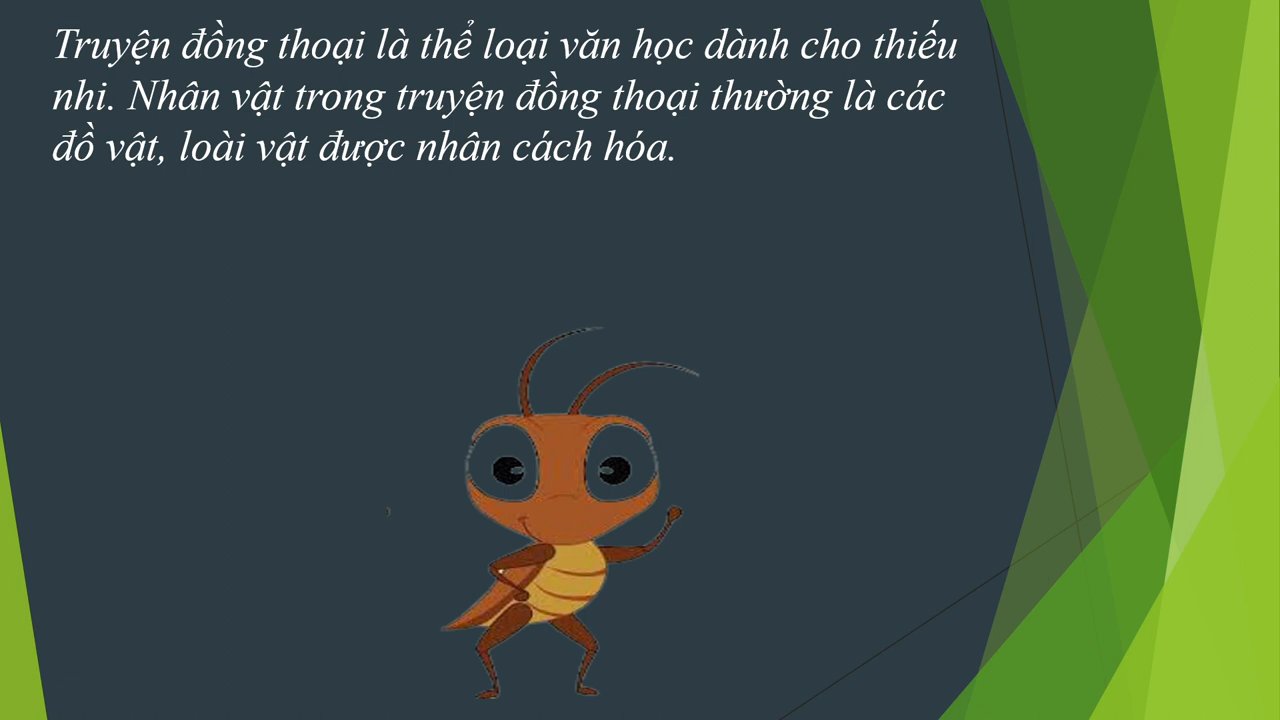 Truyện đồng thoại là thể loại văn học dành cho thiếu
nhi. Nhân vật trong truyện đồng thoại thường là các
đồ vật, loài vật được nhân cách hóa.